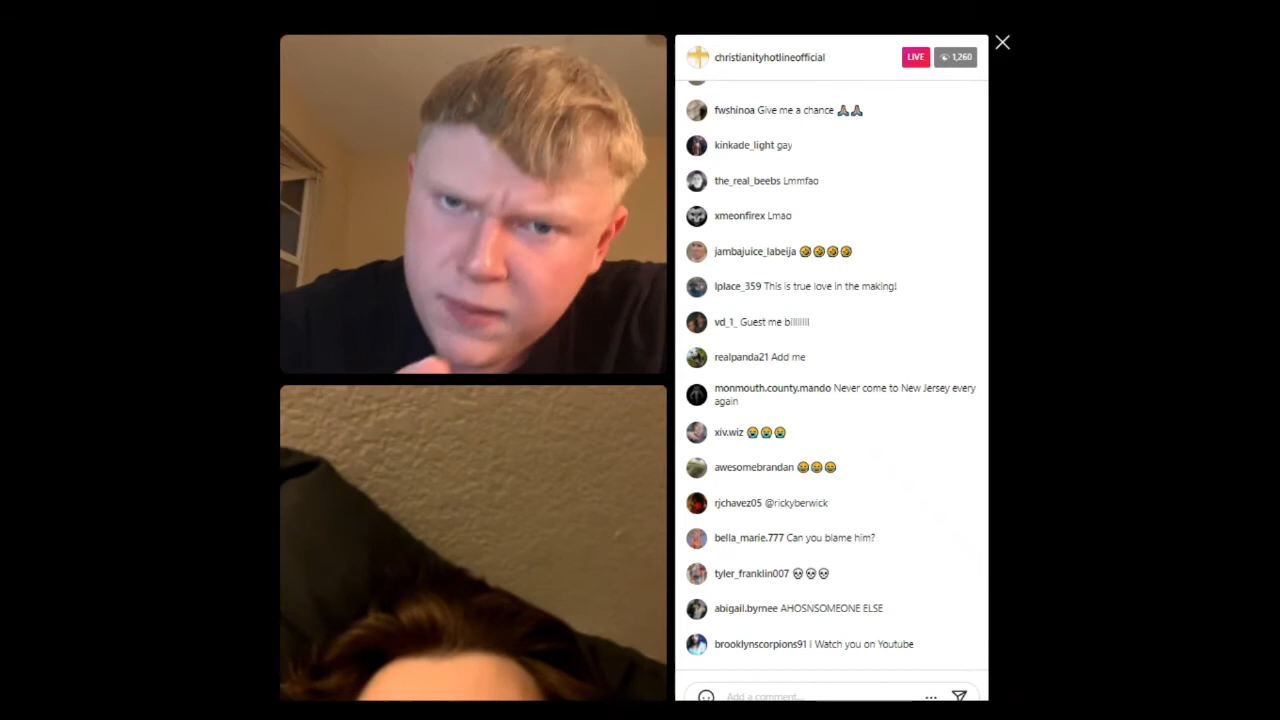 christianityhotlineofficial
LIVE
1,260
fwshinoa Give me a chance 🙏🏽🙏🏽
kinkade_light gay
the_real_beebs Lmmfao
xmeonfirex Lmao
jambajuice_labeija 🤣🤣🤣🤣
lplace_359 This is true love in the making!
vd_1_ Guest me billlllll
realpanda21 Add me
monmouth.county.mando Never come to New Jersey every
again
xiv.wiz 😭😭😭
awesomebrandan 😂😂😂
rjchavez05 @rickyberwick
bella_marie.777 Can you blame him?
tyler_franklin007 💀💀💀
abigail.bymee AHOSNSOMEONE ELSE
brooklynscorpions91 I Watch you on Youtube
Add a comment...